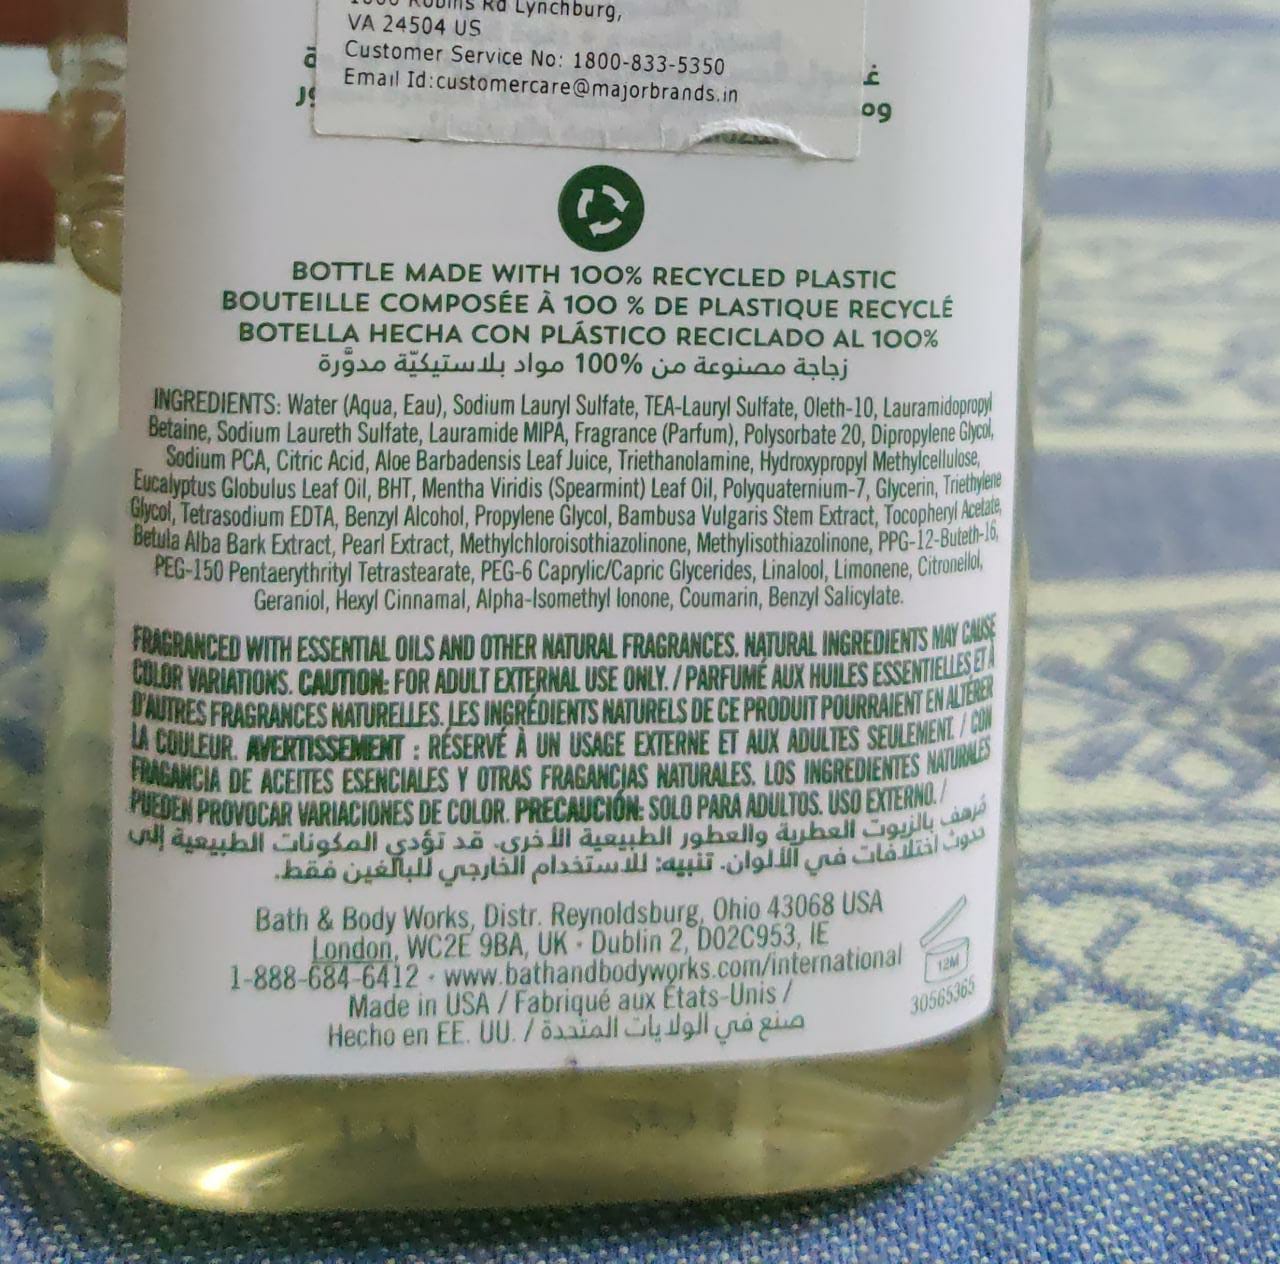 Rd Lynchburg,
VA 24504 US
Customer Service No: 1800-833-5350
Email Id:customercare@majorbrands.in
BOTTLE MADE WITH 100% RECYCLED PLASTIC
BOUTEILLE COMPOSÉE À 100 % DE PLASTIQUE RECYCLÉ
BOTELLA HECHA CON PLÁSTICO RECICLADO AL 100%
زجاجة مصنوعة من %100 مواد بلاستيكيّة مدوَّرة
INGREDIENTS: Water (Aqua, Eau), Sodium Lauryl Sulfate, TEA-Lauryl Sulfate, Oleth-10, Lauramidopropyl
Betaine, Sodium Laureth Sulfate, Lauramide MIPA, Fragrance (Parfum), Polysorbate 20, Dipropylene Glycol,
Sodium PCA, Citric Acid, Aloe Barbadensis Leaf Juice, Triethanolamine, Hydroxypropyl Methylcellulose,
Eucalyptus Globulus Leaf Oil, BHT, Mentha Viridis (Spearmint) Leaf Oil, Polyquaternium-7, Glycerin, Triethylene
Glycol, Tetrasodium EDTA, Benzyl Alcohol, Propylene Glycol, Bambusa Vulgaris Stem Extract, Tocopheryl Acetate,
Betula Alba Bark Extract, Pearl Extract, Methylchloroisothiazolinone, Methylisothiazolinone, PPG-12-Buteth-16,
PEG-150 Pentaerythrityl Tetrastearate, PEG-6 Caprylic/Capric Glycerides, Linalool, Limonene, Citronellol,
Geraniol, Hexyl Cinnamal, Alpha-Isomethyl Ionone, Coumarin, Benzyl Salicylate.
FRAGRANCED WITH ESSENTIAL OILS AND OTHER NATURAL FRAGRANCES. NATURAL INGREDIENTS MAY CAUSE
COLOR VARIATIONS. CAUTION: FOR ADULT EXTERNAL USE ONLY. / PARFUMÉ AUX HUILES ESSENTIELLES ET À
D'AUTRES FRAGRANCES NATURELLES. LES INGRÉDIENTS NATURELS DE CE PRODUIT POURRAIENT EN ALTÉRER
LA COULEUR. AVERTISSEMENT : RÉSERVÉ À UN USAGE EXTERNE ET AUX ADULTES SEULEMENT. / CON
FRAGANCIA DE ACEITES ESENCIALES Y OTRAS FRAGANCIAS NATURALES. LOS INGREDIENTES NATURALES
PUEDEN PROVOCAR VARIACIONES DE COLOR. PRECAUCIÓN: SOLO PARA ADULTOS. USO EXTERNO. /
بالزيوت العطرية والعطور الطبيعية الأخرى. قد تؤدي المكونات الطبيعية إلى
حدوث اختلافات في الألوان. تنبيه: للاستخدام الخارجي للبالغين فقط.
Bath & Body Works, Distr. Reynoldsburg, Ohio 43068 USA
London, WC2E 9BA, UK · Dublin 2, D02C953, IE
1-888-684-6412 · www.bathandbodyworks.com/international
Made in USA / Fabriqué aux États-Unis /
Hecho en EE. UU. / صنع في الولايات المتحدة
12M
30565365